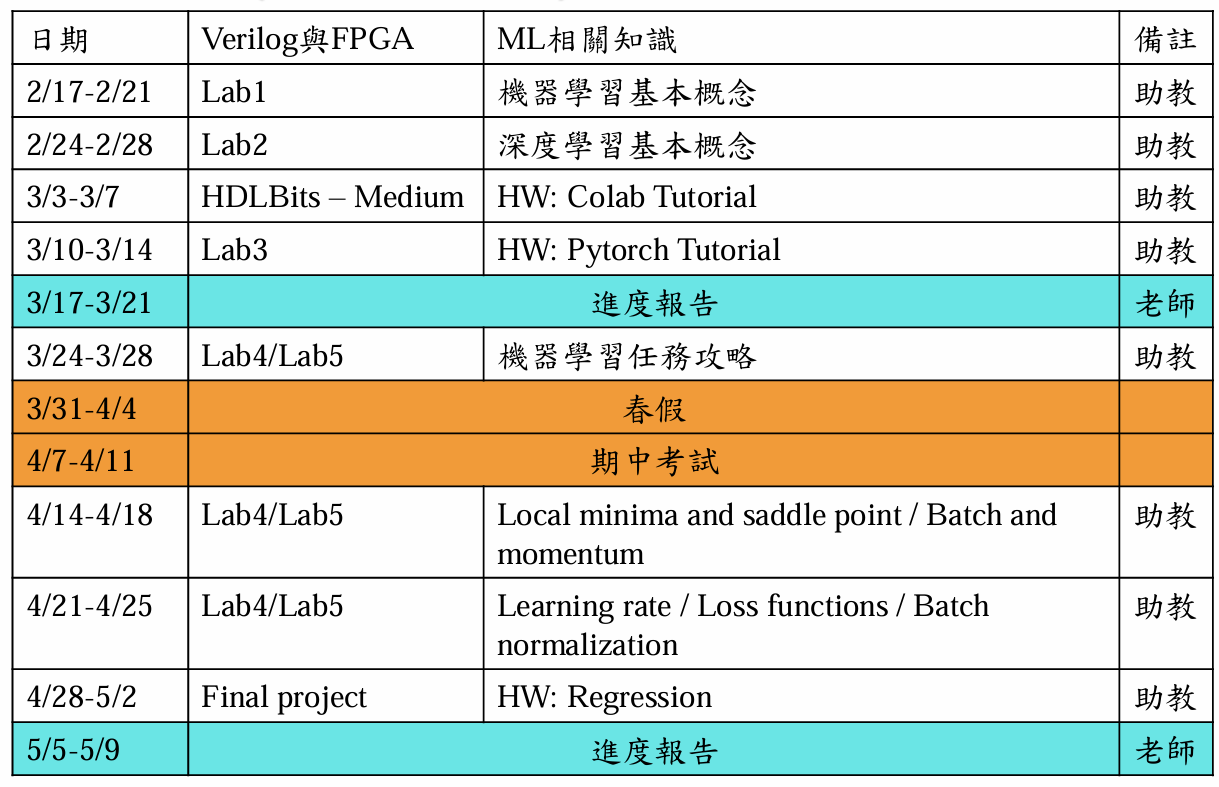 日期 Verilog與FPGA ML相關知識 備註
2/17-2/21 Lab1 機器學習基本概念 助教
2/24-2/28 Lab2 深度學習基本概念 助教
3/3-3/7 HDLBits – Medium HW: Colab Tutorial 助教
3/10-3/14 Lab3 HW: Pytorch Tutorial 助教
3/17-3/21 進度報告 老師
3/24-3/28 Lab4/Lab5 機器學習任務攻略 助教
3/31-4/4 春假
4/7-4/11 期中考試
4/14-4/18 Lab4/Lab5 Local minima and saddle point / Batch and 助教
momentum
4/21-4/25 Lab4/Lab5 Learning rate / Loss functions / Batch 助教
normalization
4/28-5/2 Final project HW: Regression 助教
5/5-5/9 進度報告 老師